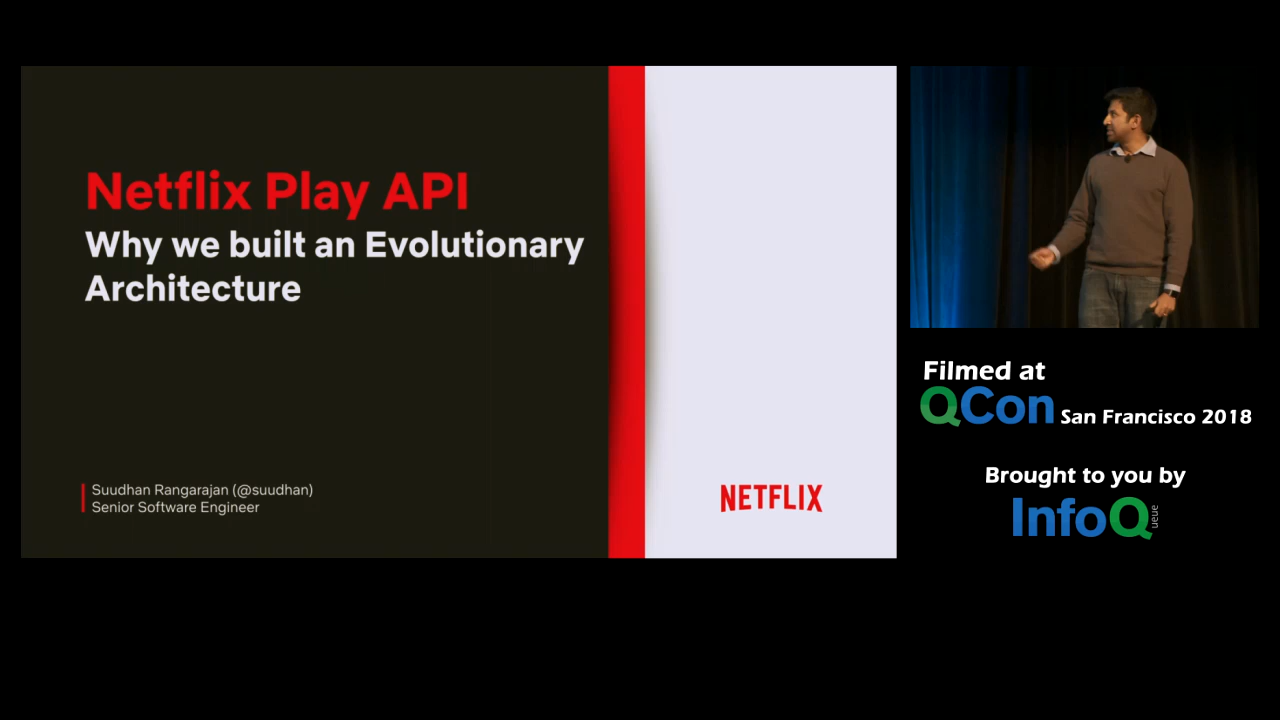 Netflix Play API
Why we built an Evolutionary
Architecture
Suudhan Rangarajan (@suudhan)
Senior Software Engineer
NETFLIX
Filmed at
QCon San Francisco 2018
Brought to you by
InfoQueue